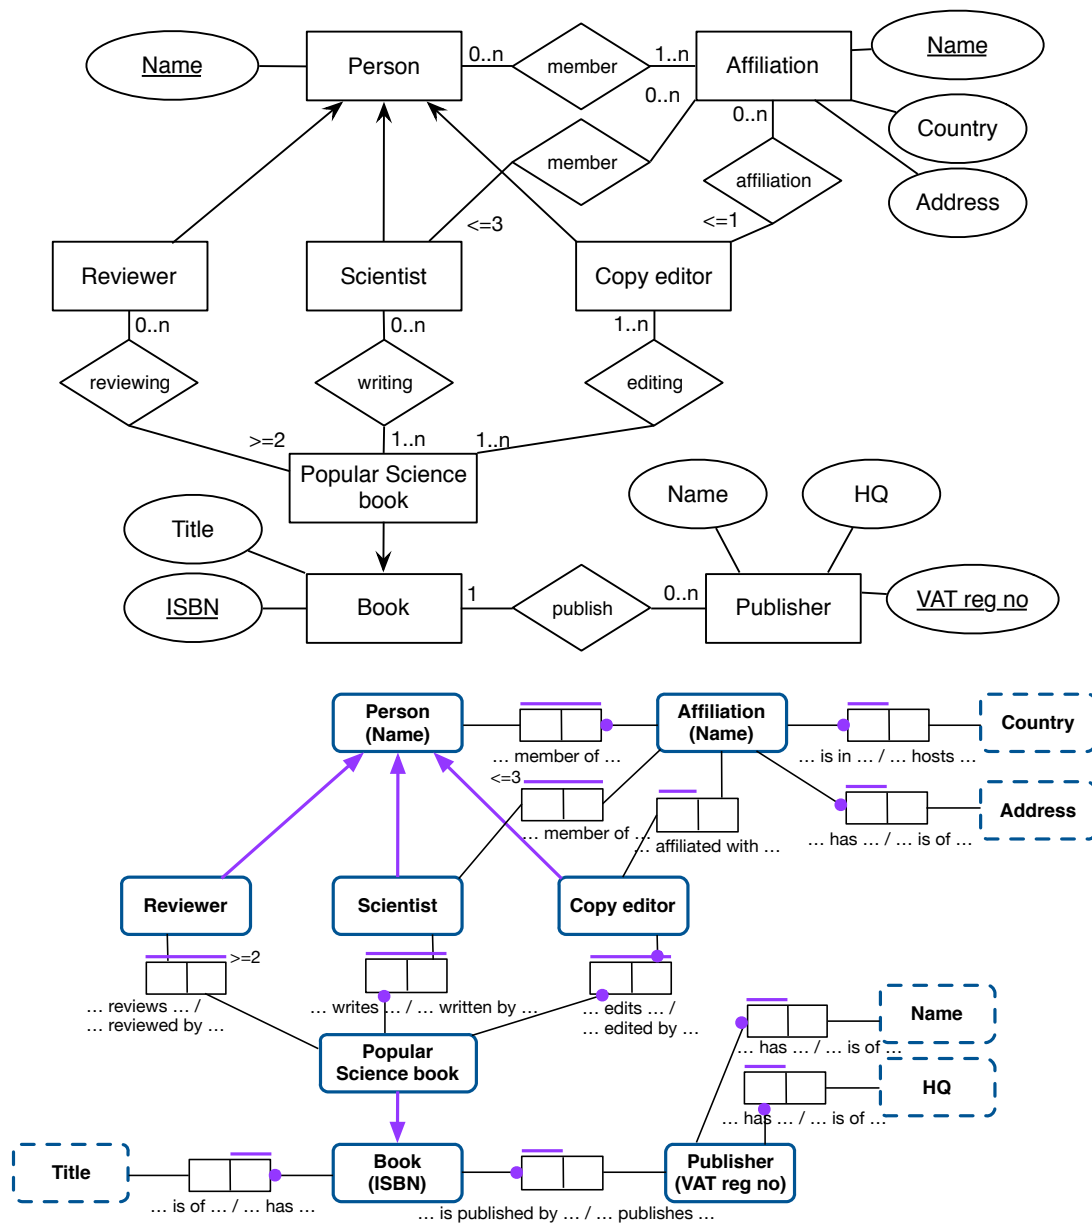 Name
Person
0..n
member
1..n
Affiliation
Name
Country
Address
0..n
0..n
member
affiliation
<=3
<=1
Reviewer
Scientist
Copy editor
0..n
0..n
1..n
reviewing
writing
editing
>=2
1..n
1..n
Popular Science
book
Title
ISBN
Book
1
publish
0..n
Publisher
Name
HQ
VAT reg no
Person
(Name)
... member of ...
Affiliation
(Name)
... is in ... / ... hosts ...
Country
<=3
... member of ...
... affiliated with ...
... has ... / ... is of ...
Address
Reviewer
Scientist
Copy editor
>=2
... reviews ... /
... reviewed by ...
... writes ... / ... written by ...
... edits ... /
... edited by ...
Popular
Science book
Name
... has ... / ... is of ...
HQ
... has ... / ... is of ...
Title
... is of ... / ... has ...
Book
(ISBN)
... is published by ... / ... publishes ...
Publisher
(VAT reg no)